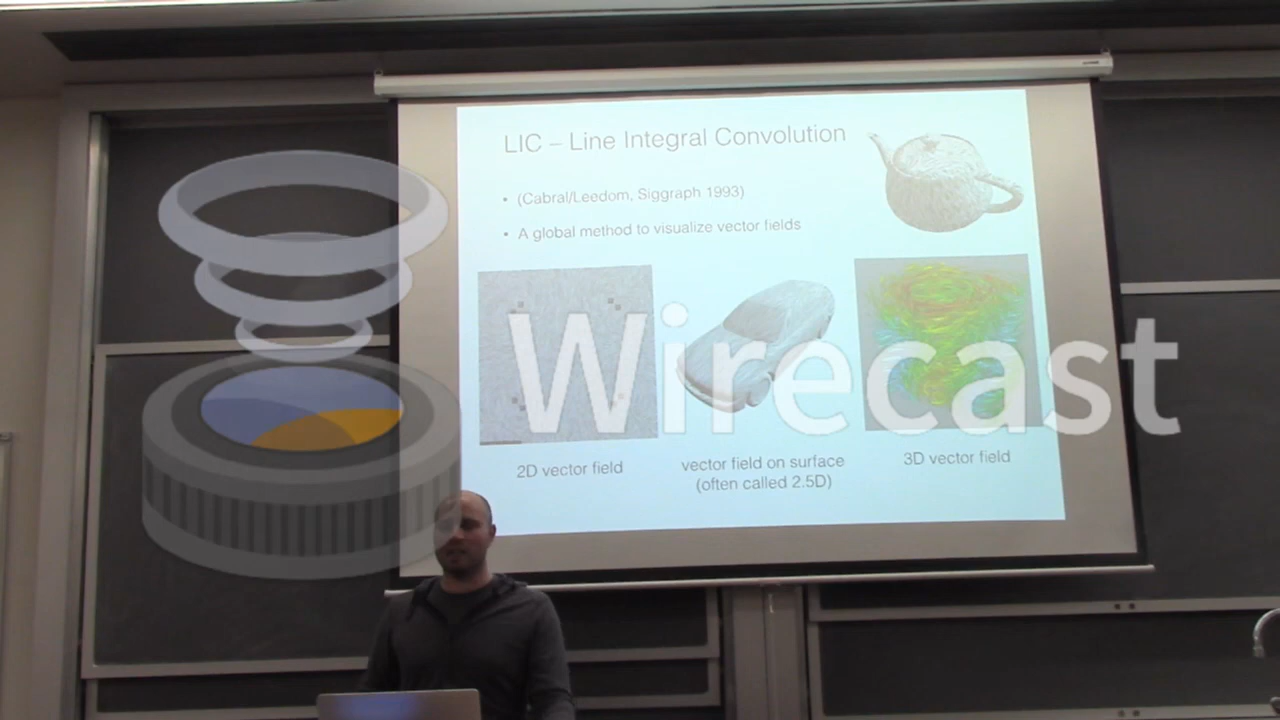 LIC – Line Integral Convolution
• (Cabral/Leedom, Siggraph 1993)
• A global method to visualize vector fields
Wirecast
2D vector field
vector field on surface
(often called 2.5D)
3D vector field